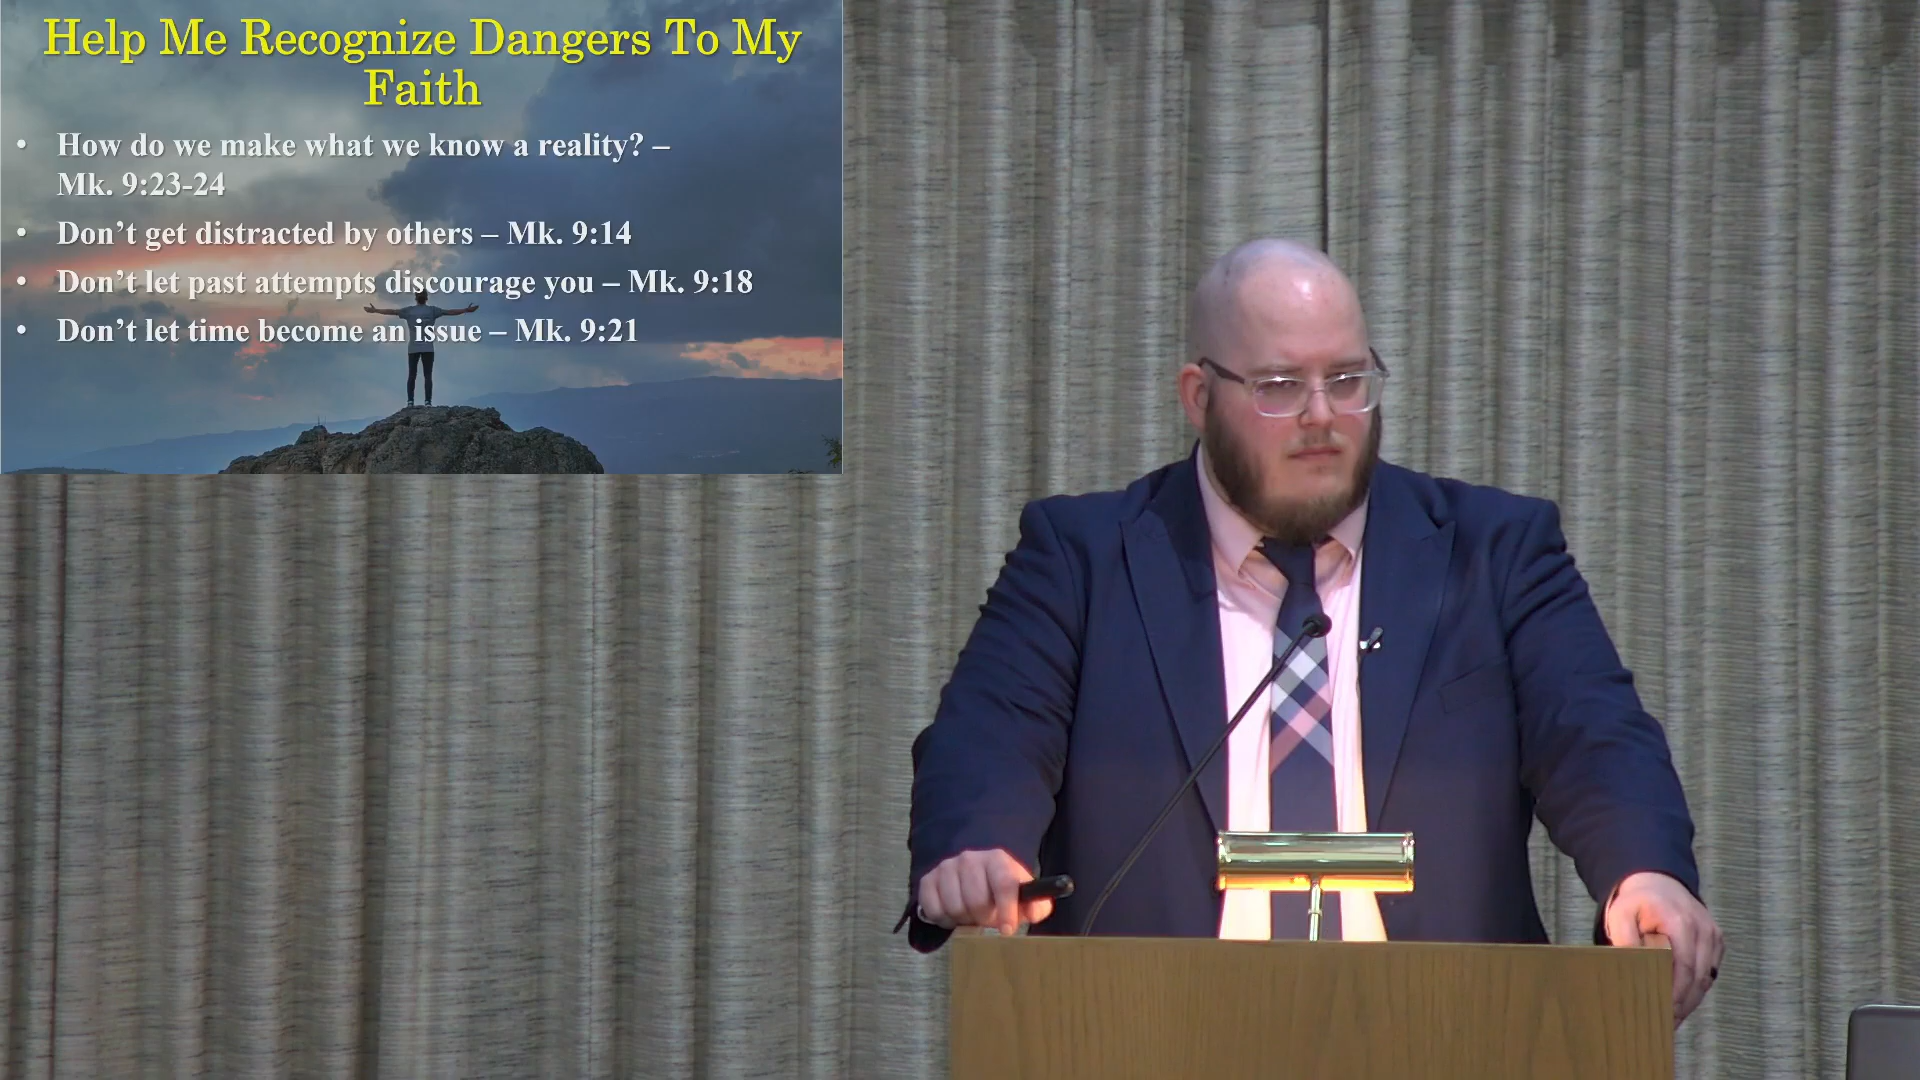 Help Me Recognize Dangers To My
Faith
• How do we make what we know a reality? –
Mk. 9:23-24
• Don’t get distracted by others – Mk. 9:14
• Don’t let past attempts discourage you – Mk. 9:18
• Don’t let time become an issue – Mk. 9:21